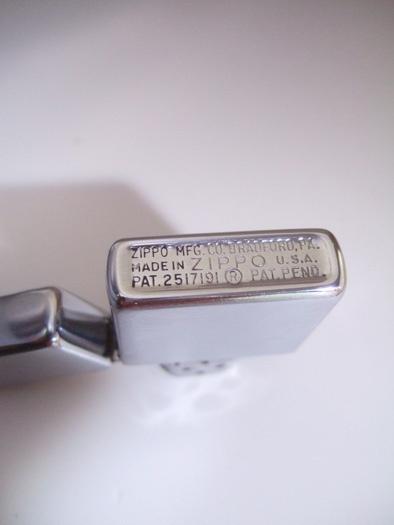 ZIPPO MFG. CO. BRADFORD, PA.
MADE IN ZIPPO U.S.A.
PAT. 2517191 ® PAT. PEND.